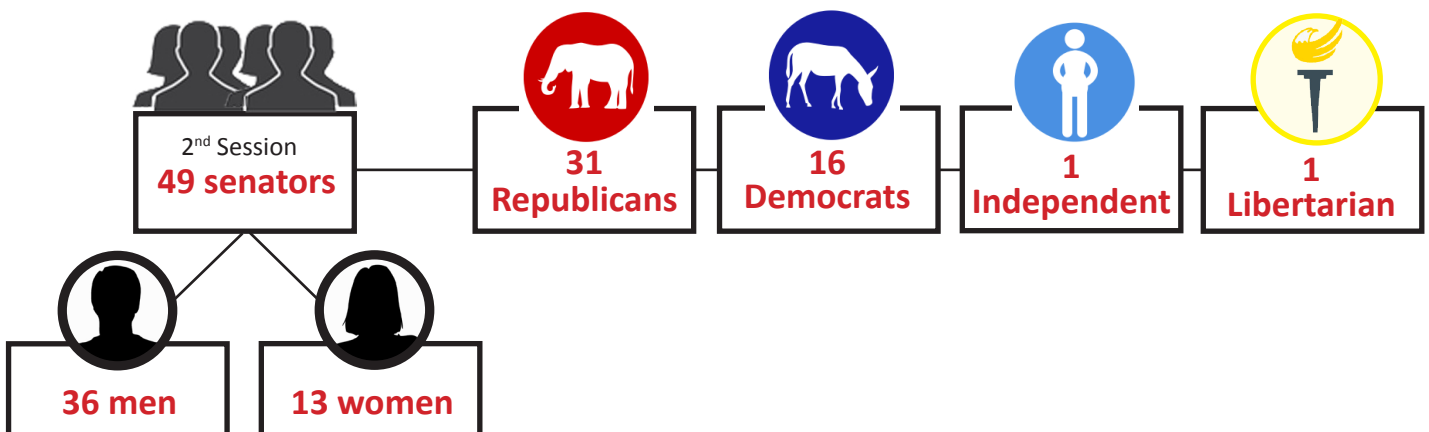 2nd Session
49 senators
31
Republicans
16
Democrats
1
Independent
1
Libertarian
36 men
13 women